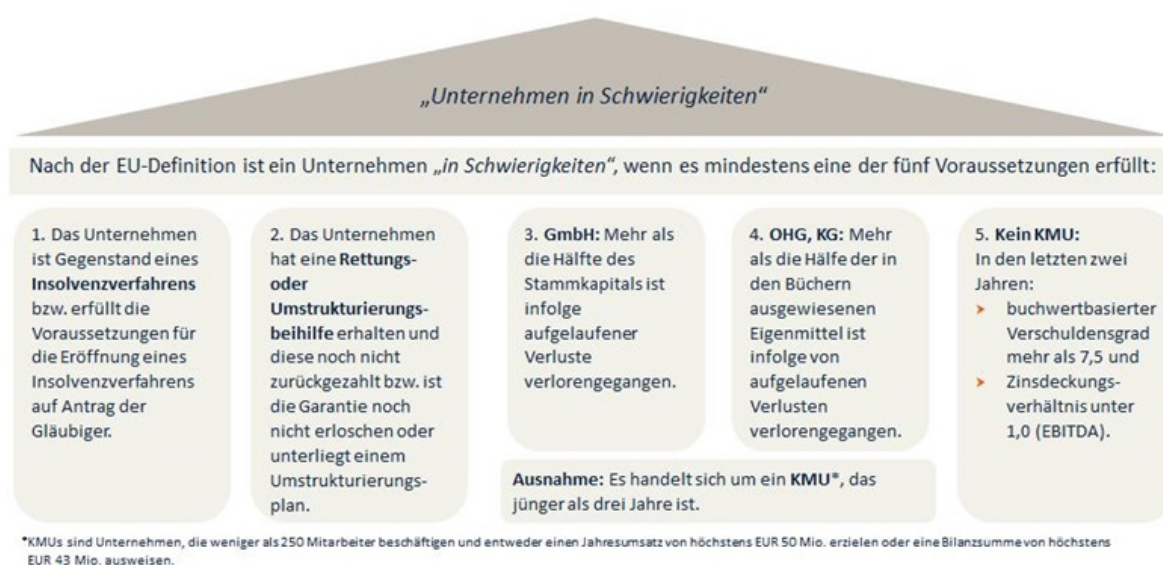 „Unternehmen in Schwierigkeiten“
Nach der EU-Definition ist ein Unternehmen „in Schwierigkeiten“, wenn es mindestens eine der fünf Voraussetzungen erfüllt:
1. Das Unternehmen
ist Gegenstand eines
Insolvenzverfahrens
bzw. erfüllt die
Voraussetzungen für
die Eröffnung eines
Insolvenzverfahrens
auf Antrag der
Gläubiger.
2. Das Unternehmen
hat eine Rettungs-
oder
Umstrukturierungs-
beihilfe erhalten und
diese noch nicht
zurückgezahlt bzw. ist
die Garantie noch
nicht erloschen oder
unterliegt einem
Umstrukturierungs-
plan.
3. GmbH: Mehr als
die Hälfte des
Stammkapitals ist
infolge
aufgelaufener
Verluste
verlorengegangen.
4. OHG, KG: Mehr
als die Hälfe der in
den Büchern
ausgewiesenen
Eigenmittel ist
infolge von
aufgelaufenen
Verlusten
verlorengegangen.
Ausnahme: Es handelt sich um ein KMU*, das
jünger als drei Jahre ist.
5. Kein KMU:
In den letzten zwei
Jahren:
➤ buchwertbasierter
Verschuldensgrad
mehr als 7,5 und
➤ Zinsdeckungs-
verhältnis unter
1,0 (EBITDA).
*KMUs sind Unternehmen, die weniger als 250 Mitarbeiter beschäftigen und entweder einen Jahresumsatz von höchstens EUR 50 Mio. erzielen oder eine Bilanzsumme von höchstens
EUR 43 Mio. ausweisen.